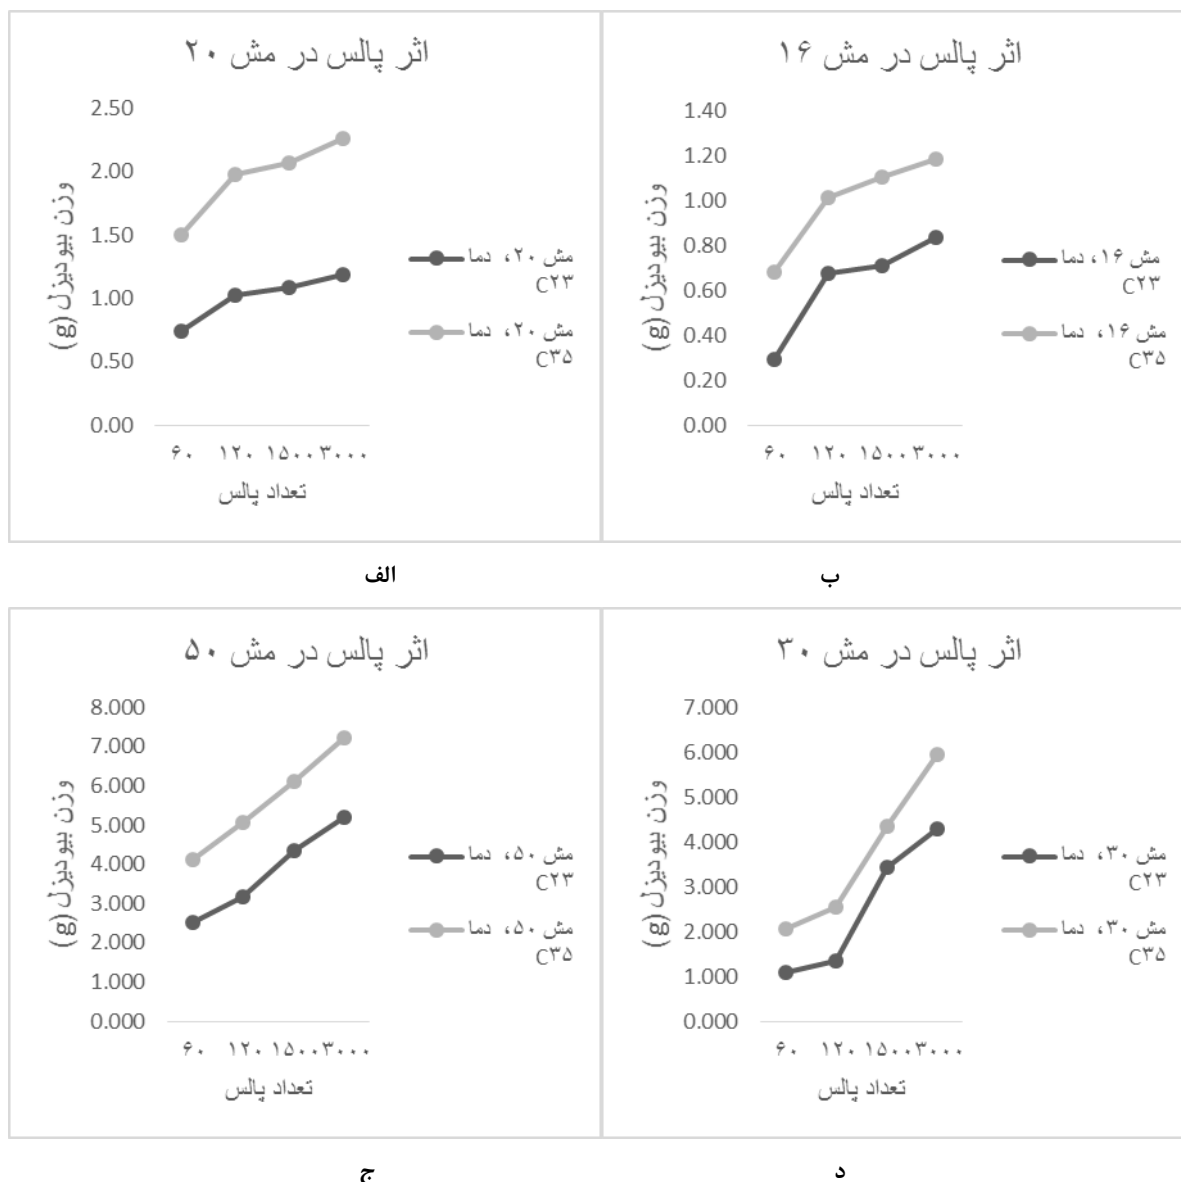 اثر پالس در مش ۲۰
2.50
2.00
1.50
1.00
0.50
0.00
وزن بیودیزل (g)
۶۰ ۱۲۰ ۱۵۰۰ ۳۰۰۰
تعداد پالس
مش ۲۰، دما
C۲۳
مش ۲۰، دما
C۳۵
الف
اثر پالس در مش ۱۶
1.40
1.20
1.00
0.80
0.60
0.40
0.20
0.00
وزن بیودیزل (g)
۶۰ ۱۲۰ ۱۵۰۰ ۳۰۰۰
تعداد پالس
مش ۱۶، دما
C۲۳
مش ۱۶، دما
C۳۵
ب
اثر پالس در مش ۵۰
8.000
7.000
6.000
5.000
4.000
3.000
2.000
1.000
0.000
وزن بیودیزل (g)
۶۰ ۱۲۰ ۱۵۰۰ ۳۰۰۰
تعداد پالس
مش ۵۰، دما
C۲۳
مش ۵۰، دما
C۳۵
ج
اثر پالس در مش ۳۰
7.000
6.000
5.000
4.000
3.000
2.000
1.000
0.000
وزن بیودیزل (g)
۶۰ ۱۲۰ ۱۵۰۰ ۳۰۰۰
تعداد پالس
مش ۳۰، دما
C۲۳
مش ۳۰، دما
C۳۵
د